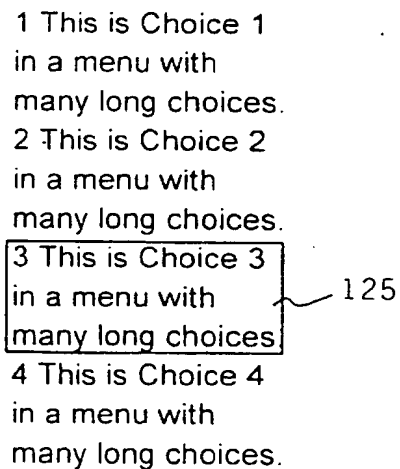 1 This is Choice 1
in a menu with
many long choices.
2 This is Choice 2
in a menu with
many long choices.
3 This is Choice 3
in a menu with
many long choices
125
4 This is Choice 4
in a menu with
many long choices.